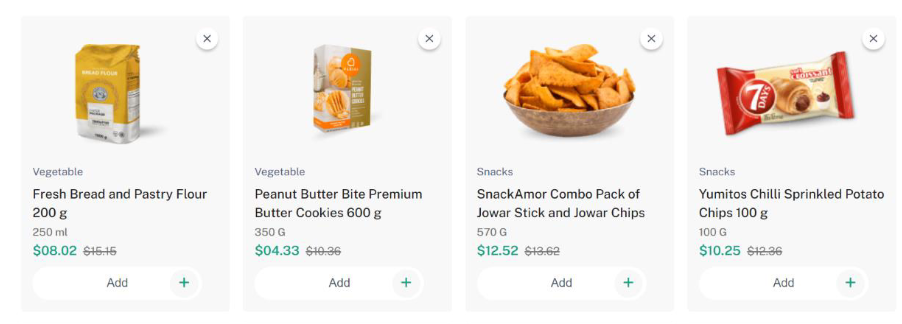 BREAD FLOUR
PEANUT
BUTTER
COOKIES
7
DAYS
croissant
Vegetable
Fresh Bread and Pastry Flour
200 g
250 ml
$08.02 $15.15
Add +
Vegetable
Peanut Butter Bite Premium
Butter Cookies 600 g
350 G
$04.33 $10.36
Add +
Snacks
SnackAmor Combo Pack of
Jowar Stick and Jowar Chips
570 G
$12.52 $13.62
Add +
Snacks
Yumitos Chilli Sprinkled Potato
Chips 100 g
100 G
$10.25 $12.36
Add +